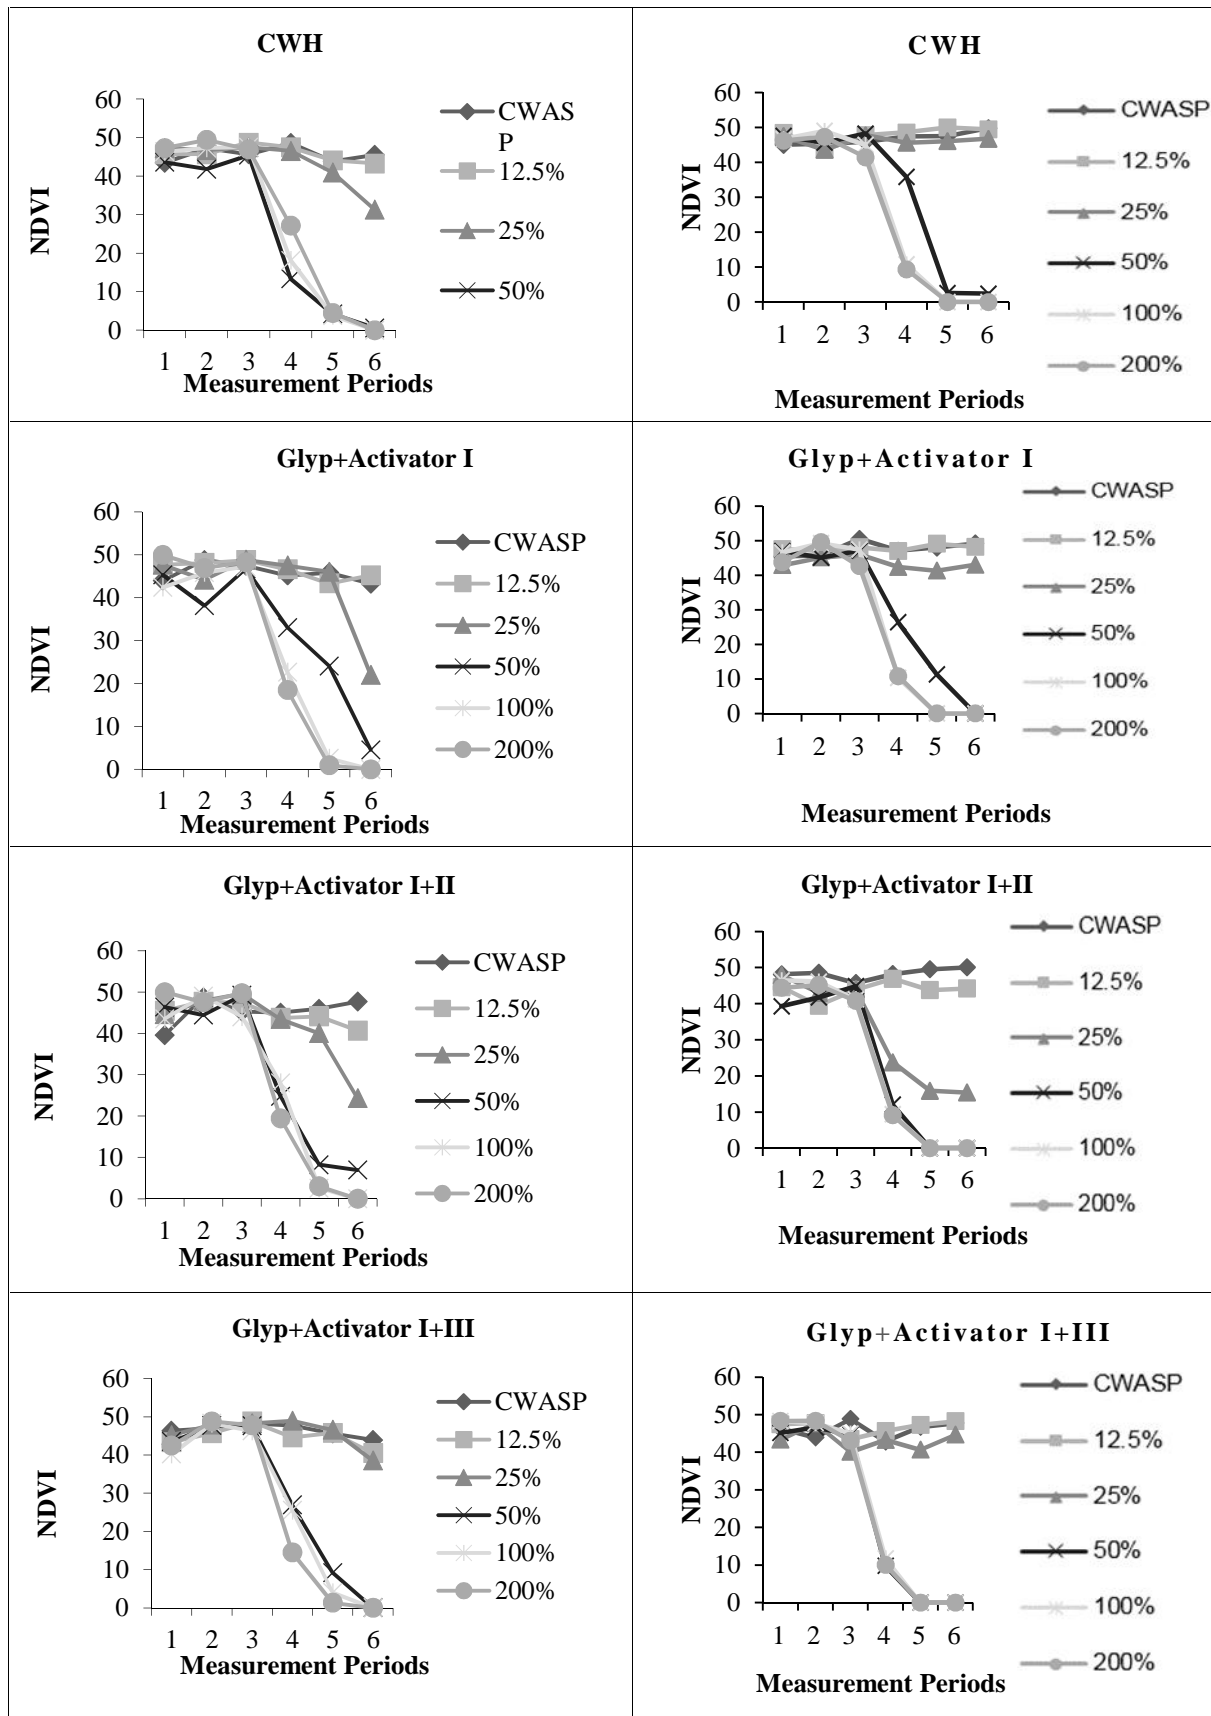 CWH
60
50
40
30
20
10
0
NDVI
1 2 3 4 5 6
Measurement Periods
CWAS
P
12.5%
25%
50%
CWH
60
50
40
30
20
10
0
NDVI
1 2 3 4 5 6
Measurement Periods
CWASP
12.5%
25%
50%
100%
200%
Glyp+Activator I
60
50
40
30
20
10
0
NDVI
1 2 3 4 5 6
Measurement Periods
CWASP
12.5%
25%
50%
100%
200%
Glyp+Activator I
60
50
40
30
20
10
0
NDVI
1 2 3 4 5 6
Measurement Periods
CWASP
12.5%
25%
50%
100%
200%
Glyp+Activator I+II
60
50
40
30
20
10
0
NDVI
1 2 3 4 5 6
Measurement Periods
CWASP
12.5%
25%
50%
100%
200%
Glyp+Activator I+II
60
50
40
30
20
10
0
NDVI
1 2 3 4 5 6
Measurement Periods
CWASP
12.5%
25%
50%
100%
200%
Glyp+Activator I+III
60
50
40
30
20
10
0
NDVI
1 2 3 4 5 6
Measurement Periods
CWASP
12.5%
25%
50%
100%
200%
Glyp+Activator I+III
60
50
40
30
20
10
0
NDVI
1 2 3 4 5 6
Measurement Periods
CWASP
12.5%
25%
50%
100%
200%